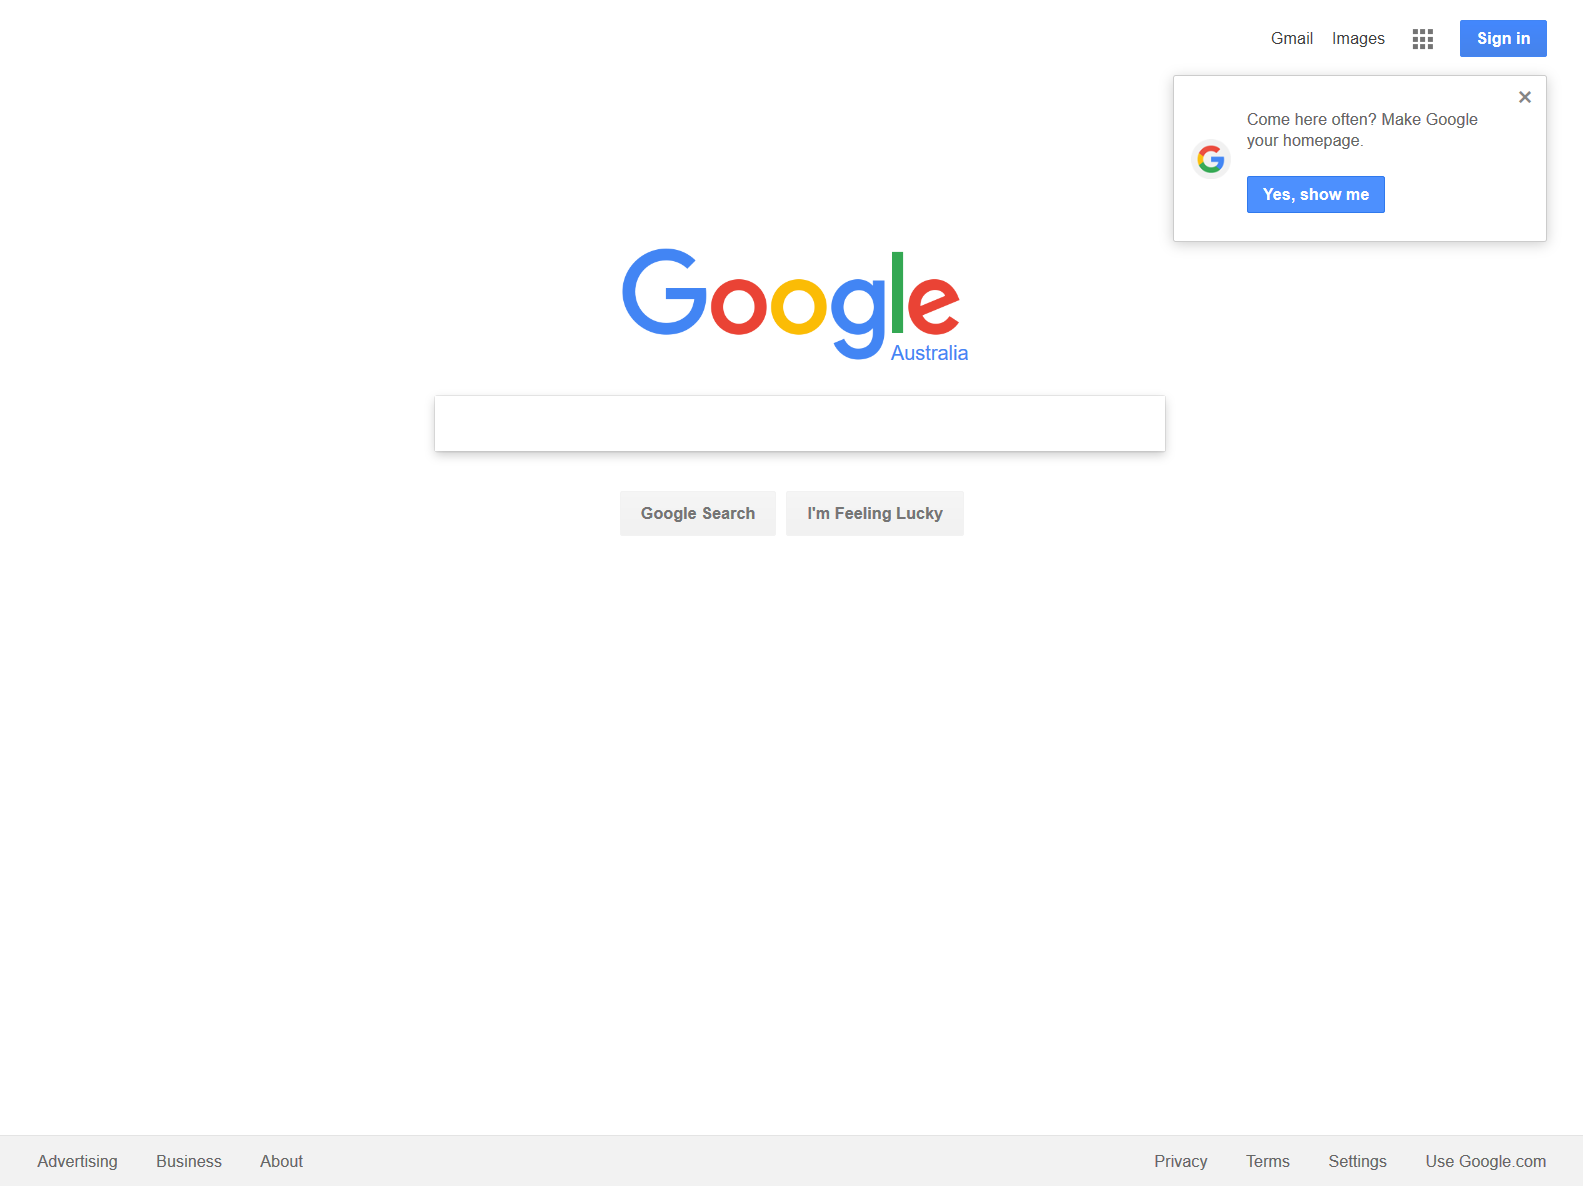 Gmail Images Sign in
Come here often? Make Google
your homepage.
Yes, show me
Google
Australia
Google Search I'm Feeling Lucky
Advertising Business About Privacy Terms Settings Use Google.com